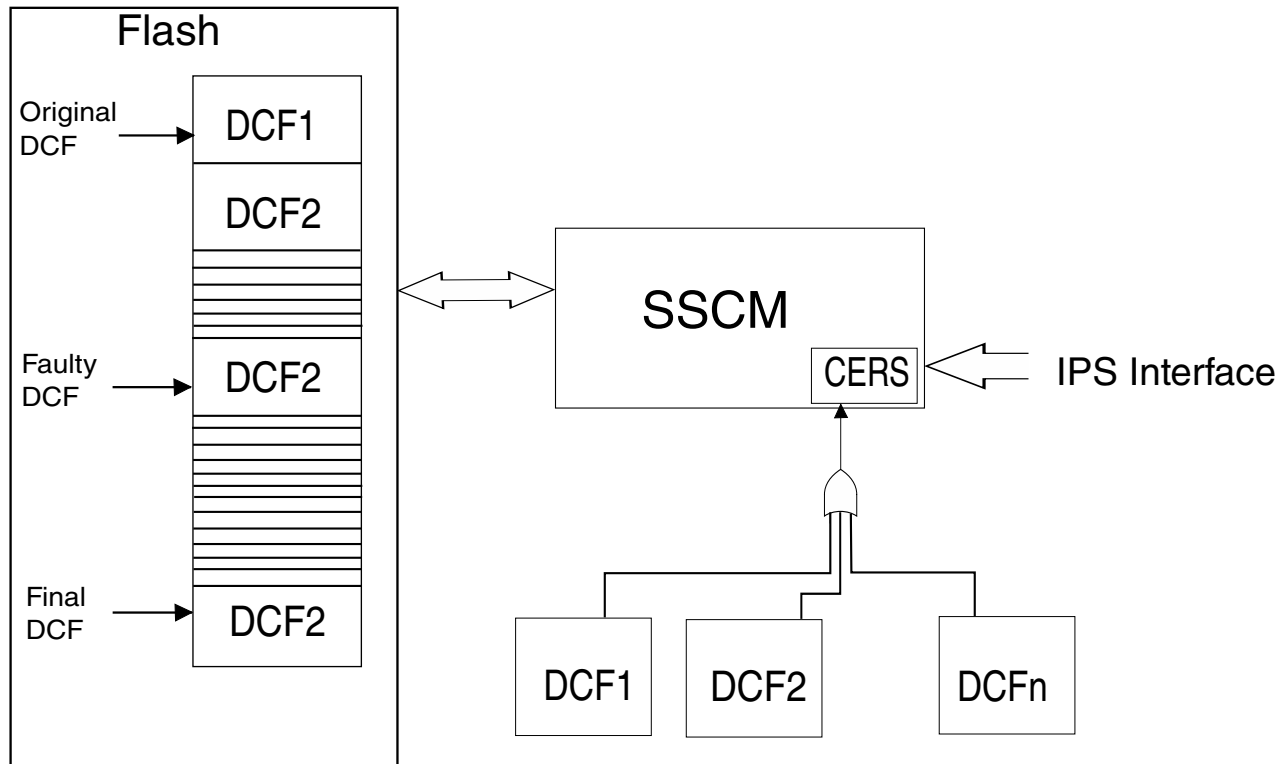 Flash
Original
DCF
DCF1
DCF2
Faulty
DCF
DCF2
Final
DCF
DCF2
SSCM
CERS
IPS Interface
DCF1
DCF2
DCFn